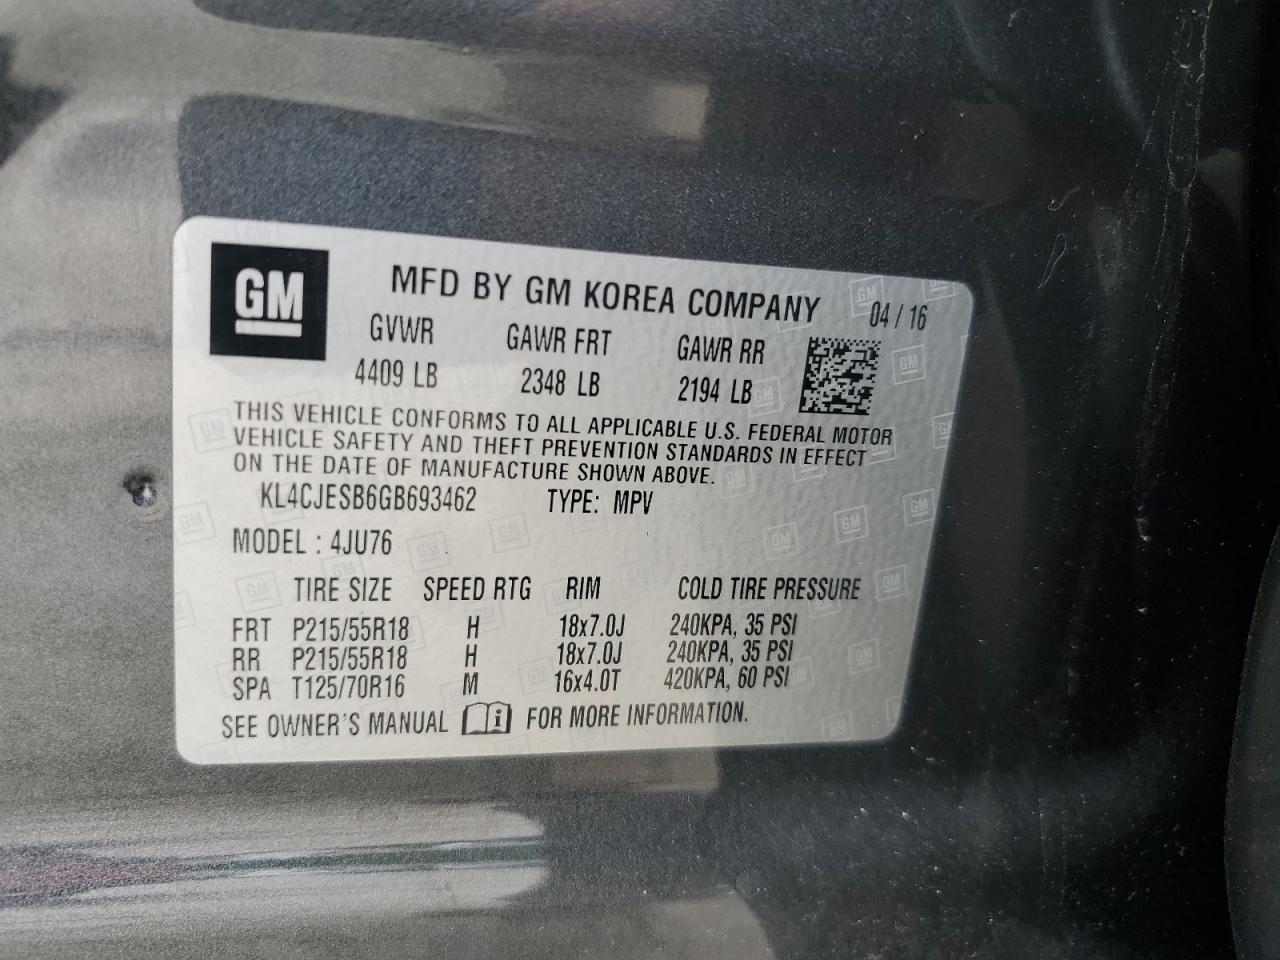 GM
MFD BY GM KOREA COMPANY 04 / 16
GVWR GAWR FRT GAWR RR
4409 LB 2348 LB 2194 LB
THIS VEHICLE CONFORMS TO ALL APPLICABLE U.S. FEDERAL MOTOR
VEHICLE SAFETY AND THEFT PREVENTION STANDARDS IN EFFECT
ON THE DATE OF MANUFACTURE SHOWN ABOVE.
KL4CJESB6GB693462 TYPE: MPV
MODEL : 4JU76
TIRE SIZE SPEED RTG RIM COLD TIRE PRESSURE
FRT P215/55R18 H 18x7.0J 240KPA, 35 PSI
RR P215/55R18 H 18x7.0J 240KPA, 35 PSI
SPA T125/70R16 M 16x4.0T 420KPA, 60 PSI
SEE OWNER'S MANUAL i FOR MORE INFORMATION.